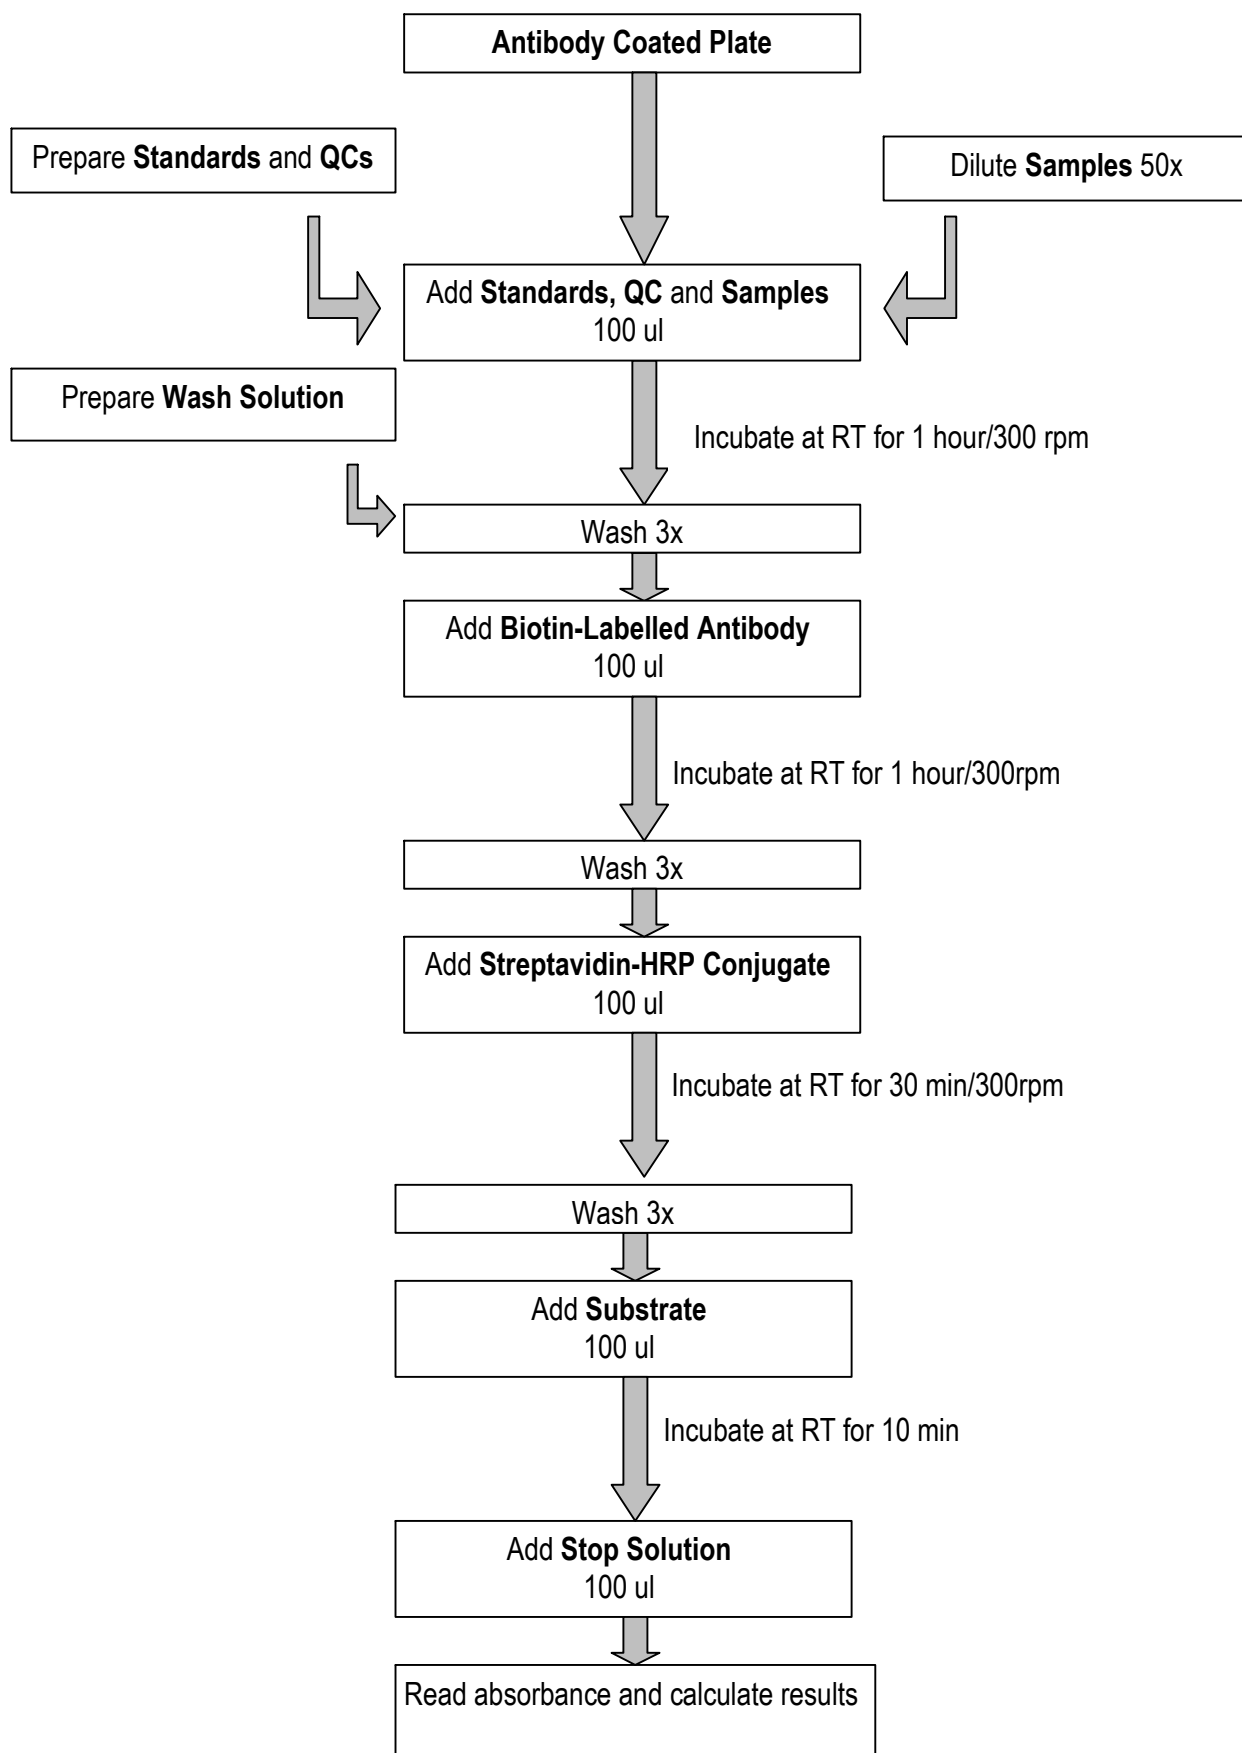 Antibody Coated Plate
Prepare Standards and QCs
Dilute Samples 50x
Add Standards, QC and Samples
100 ul
Prepare Wash Solution
Incubate at RT for 1 hour/300 rpm
Wash 3x
Add Biotin-Labelled Antibody
100 ul
Incubate at RT for 1 hour/300rpm
Wash 3x
Add Streptavidin-HRP Conjugate
100 ul
Incubate at RT for 30 min/300rpm
Wash 3x
Add Substrate
100 ul
Incubate at RT for 10 min
Add Stop Solution
100 ul
Read absorbance and calculate results